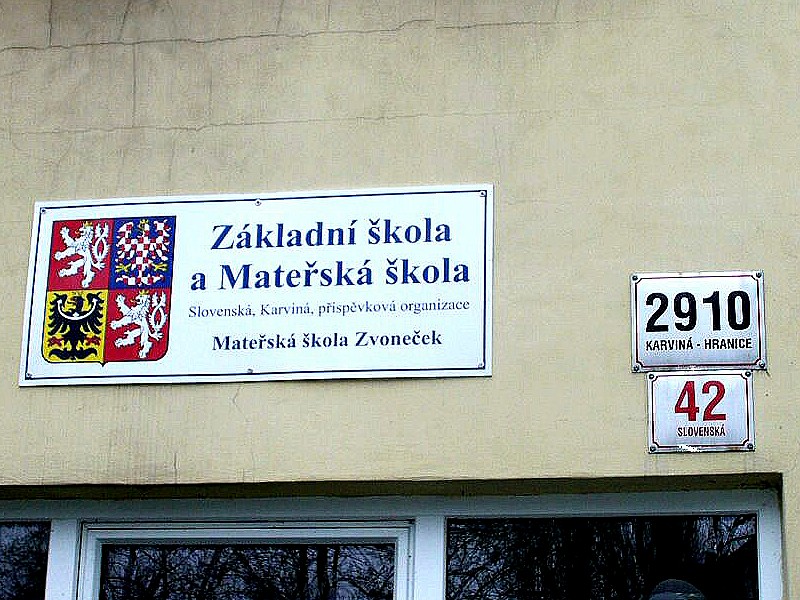 Základní škola
a Mateřská škola
Slovenská, Karviná, příspěvková organizace
Mateřská škola Zvoneček
2910
KARVINÁ - HRANICE
42
SLOVENSKÁ